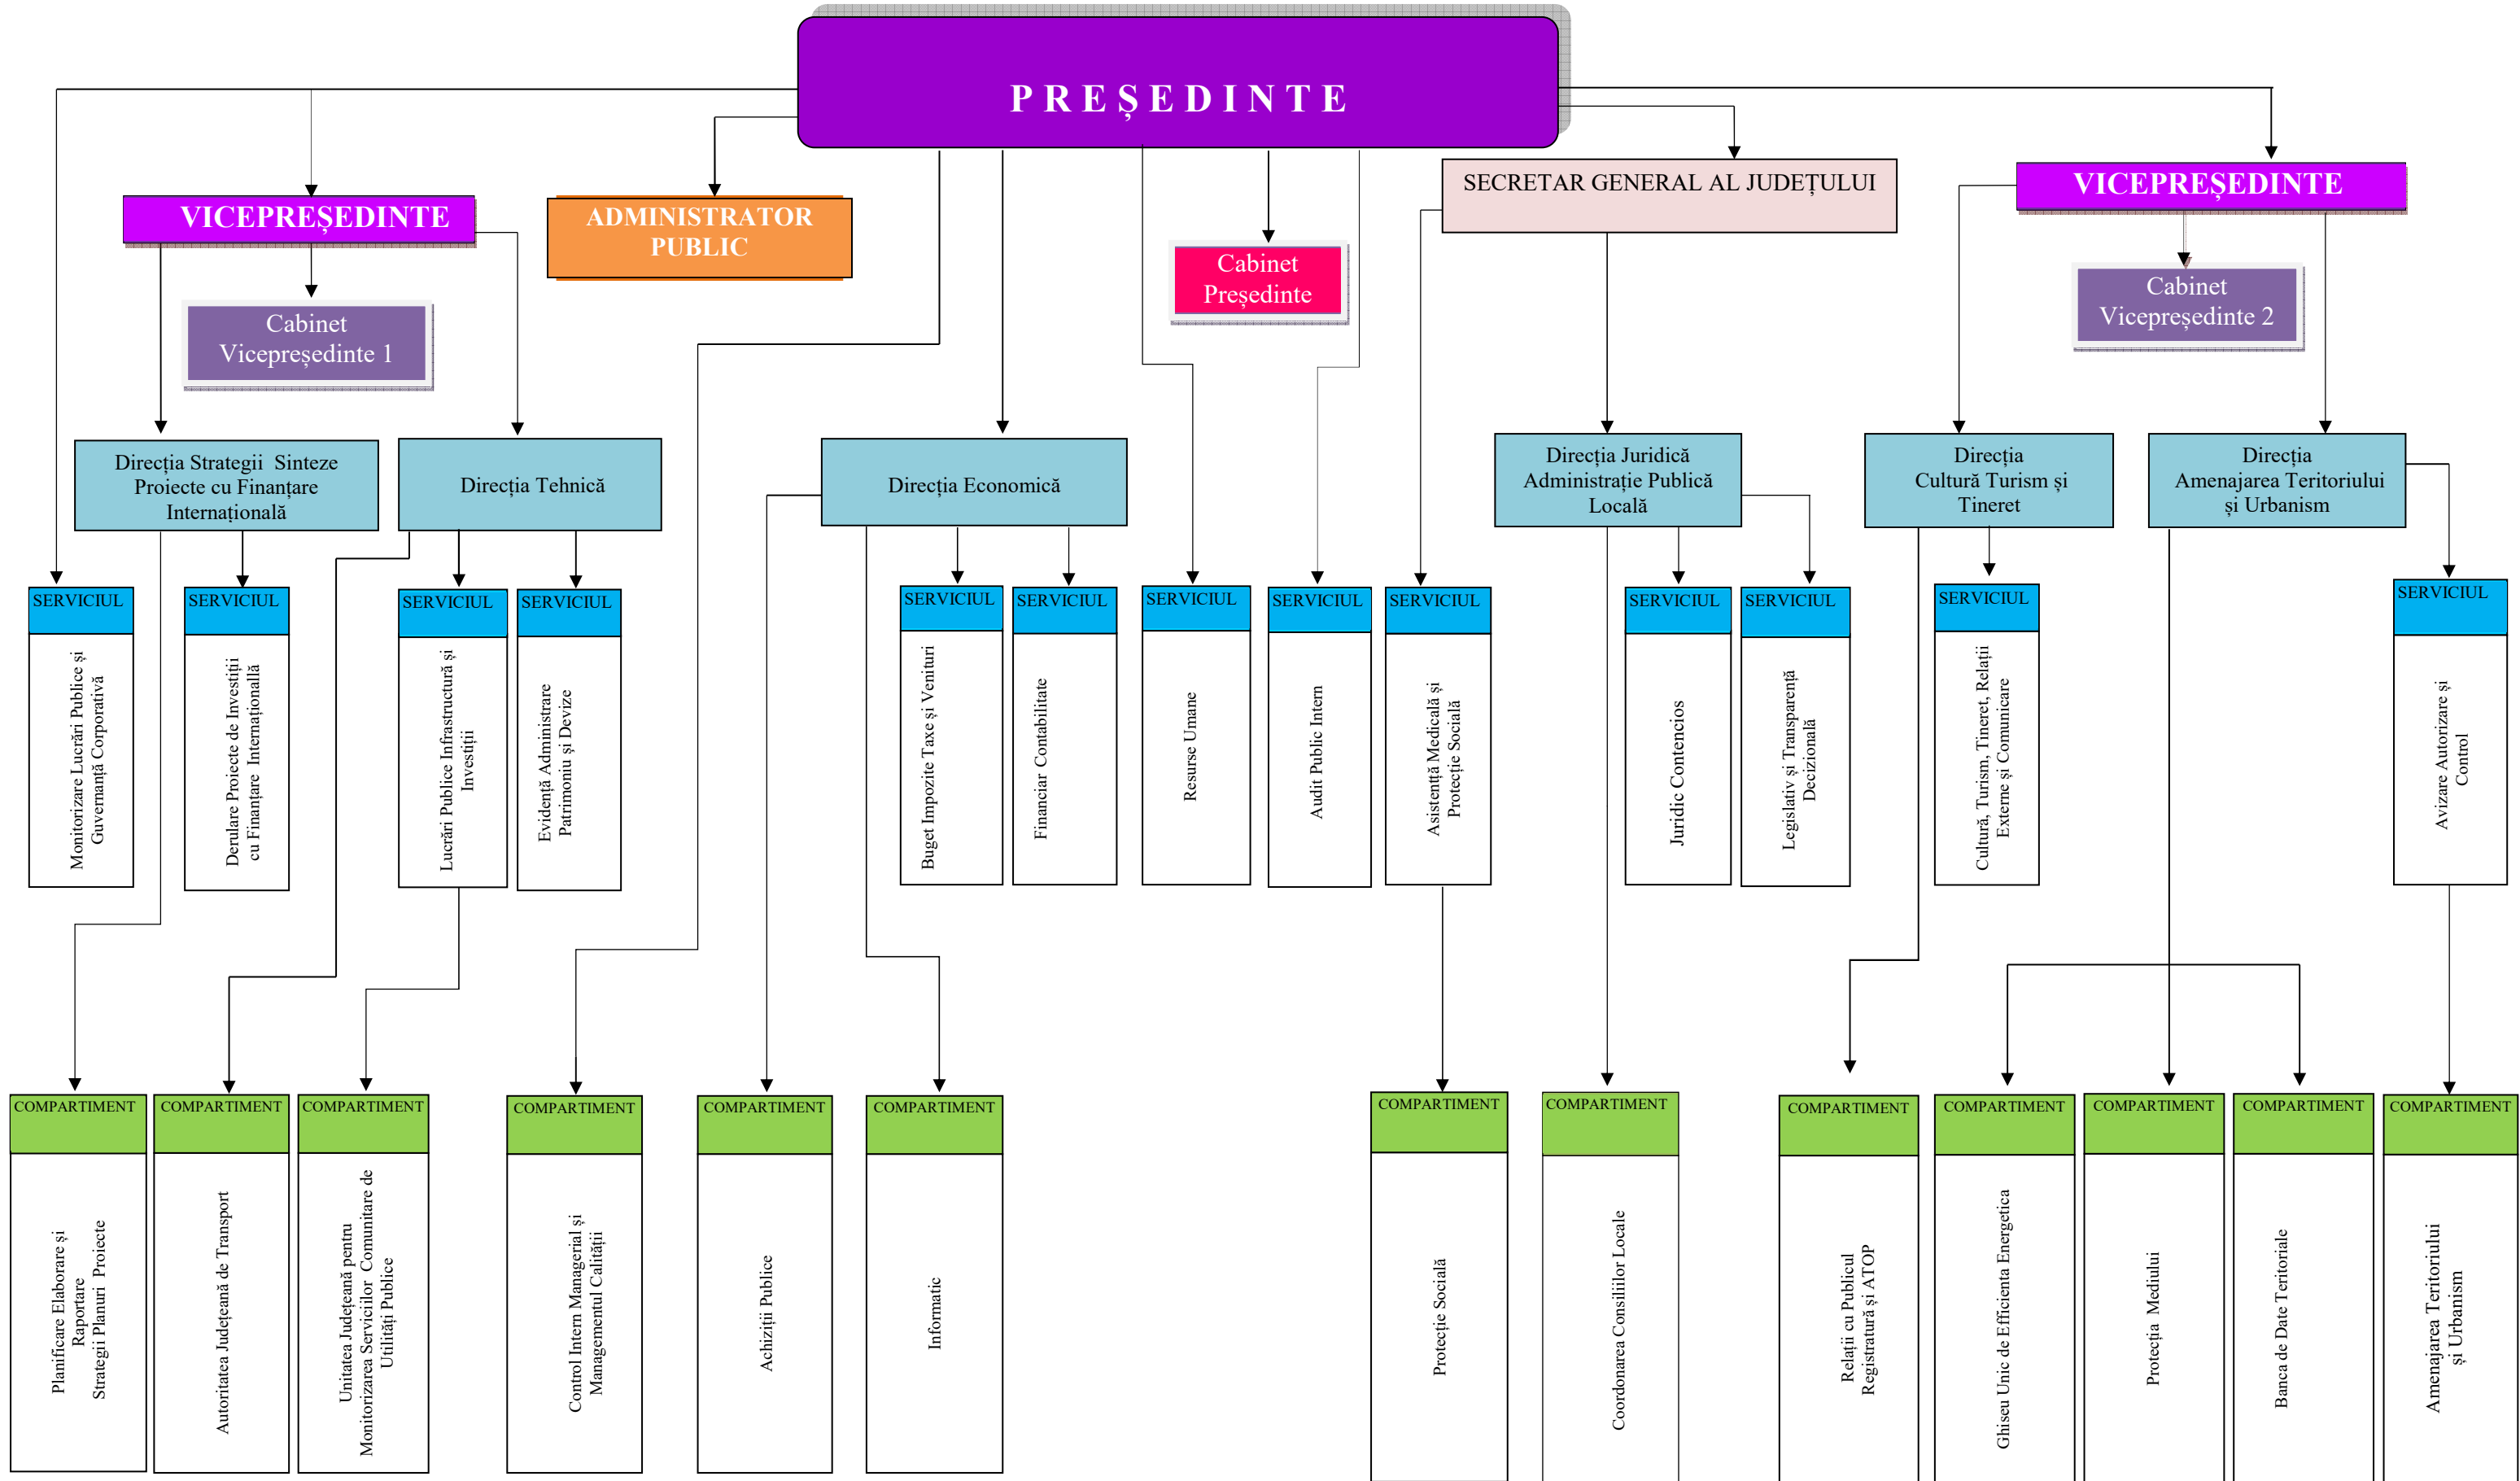 P R E Ș E D I N T E
VICEPREȘEDINTE
ADMINISTRATOR
PUBLIC
SECRETAR GENERAL AL JUDEȚULUI
VICEPREȘEDINTE
Cabinet
Vicepreședinte 1
Cabinet
Președinte
Cabinet
Vicepreședinte 2
Direcția Strategii Sinteze
Proiecte cu Finanțare
Internațională
Direcția Tehnică
Direcția Economică
Direcția Juridică
Administrație Publică
Locală
Direcția
Cultură Turism și
Tineret
Direcția
Amenajarea Teritoriului
și Urbanism
SERVICIUL
Monitorizare Lucrări Publice și
Guvernanță Corporativă
SERVICIUL
Derulare Proiecte de Investiții
cu Finanțare Internațională
SERVICIUL
Lucrări Publice Infrastructură și
Investiții
SERVICIUL
Evidență Administrare
Patrimoniu și Devize
SERVICIUL
Buget Impozite Taxe și Venituri
SERVICIUL
Financiar Contabilitate
SERVICIUL
Resurse Umane
SERVICIUL
Audit Public Intern
SERVICIUL
Asistență Medicală și
Protecție Socială
SERVICIUL
Juridic Contencios
SERVICIUL
Legislativ și Transparență
Decizională
SERVICIUL
Cultură, Turism, Tineret, Relații
Externe și Comunicare
SERVICIUL
Avizare Autorizare și
Control
COMPARTIMENT
Planificare Elaborare și
Raportare
Strategii Planuri Proiecte
COMPARTIMENT
Autoritatea Județeană de Transport
COMPARTIMENT
Unitatea Județeană pentru
Monitorizarea Serviciilor Comunitare de
Utilități Publice
COMPARTIMENT
Control Intern Managerial și
Managementul Calității
COMPARTIMENT
Achiziții Publice
COMPARTIMENT
Informatic
COMPARTIMENT
Protecție Socială
COMPARTIMENT
Coordonarea Consiliilor Locale
COMPARTIMENT
Relații cu Publicul
Registratură și ATOP
COMPARTIMENT
Ghiseu Unic de Efficienta Energetica
COMPARTIMENT
Protecția Mediului
COMPARTIMENT
Banca de Date Teritoriale
COMPARTIMENT
Amenajarea Teritoriului
și Urbanism